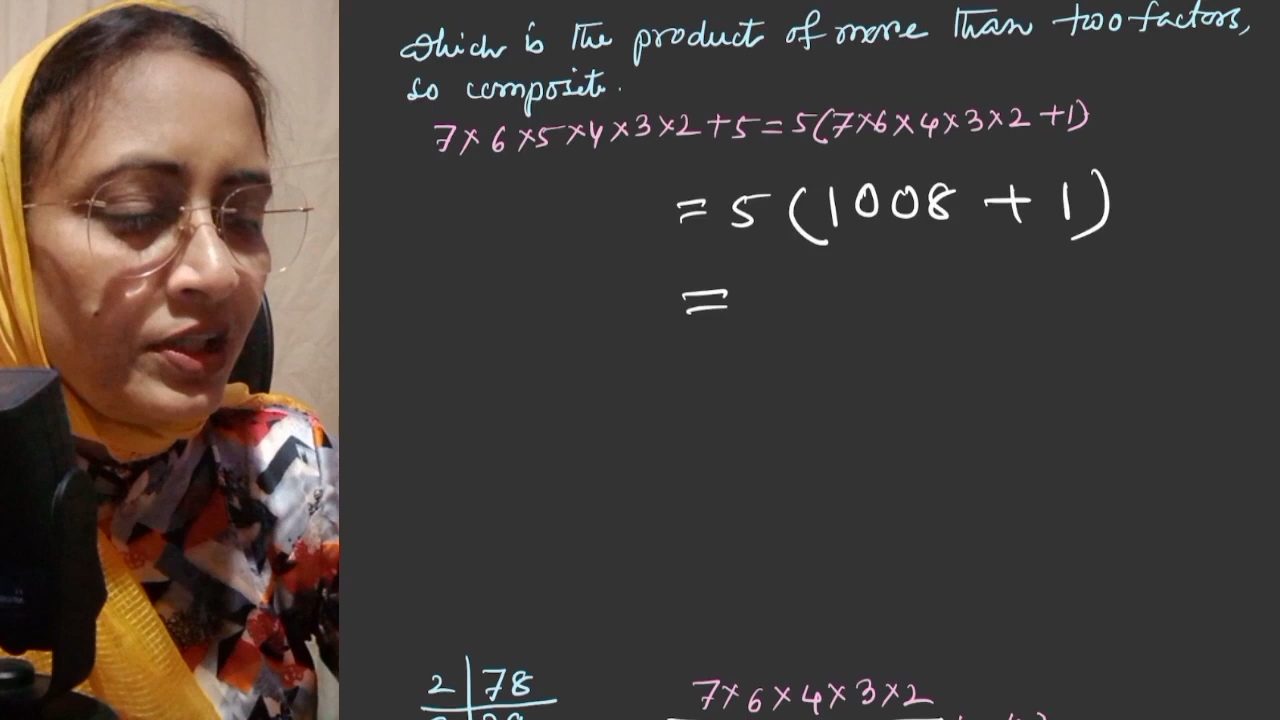 which is the product of more than two factors,
so composite.
7×6×5×4×3×2+5=5(7×6×4×3×2+1)
=5(1008+1)
=
2|78
7×6×4×3×2